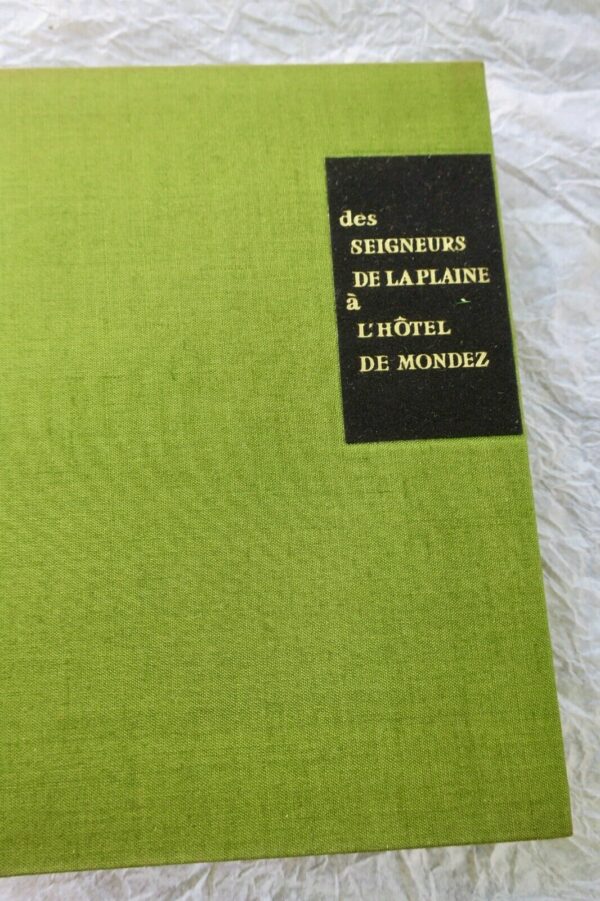 des
SEIGNEURS
DE LA PLAINE
à
L'HÔTEL
DE MONDEZ